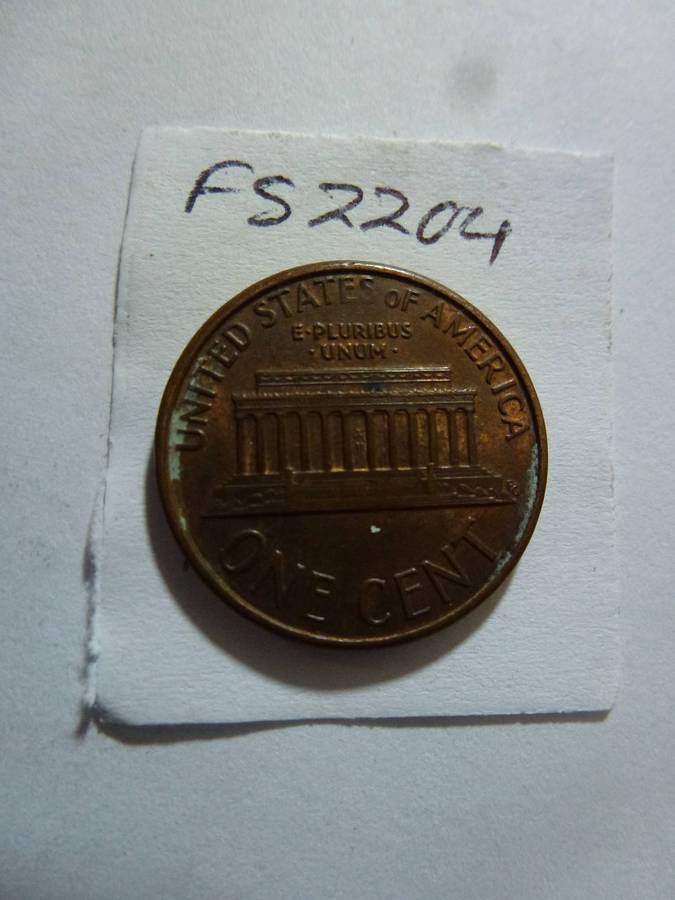 FS2204
UNITED STATES OF AMERICA
E·PLURIBUS
·UNUM·
ONE CENT